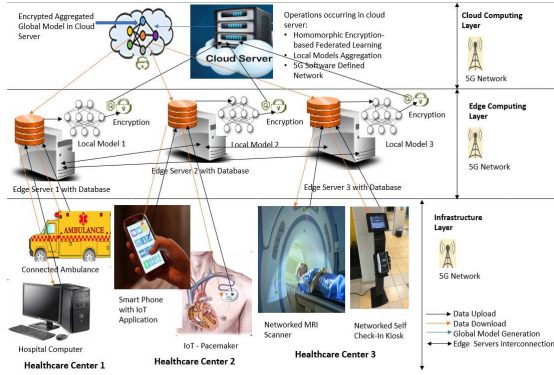 Encrypted Aggregated
Global Model in Cloud
Server
Cloud Server
Operations occurring in cloud
server:
• Homomorphic Encryption-
based Federated Learning
• Local Models Aggregation
• 5G Software Defined
Network
Cloud Computing
Layer
5G Network
Encryption
Local Model 1
Encryption
Local Model 2
Encryption
Local Model 3
Edge Server 1 with Database
Edge Server 2 with Database
Edge Server 3 with Database
Edge Computing
Layer
5G Network
AMBULANCE
Connected Ambulance
Hospital Computer
Healthcare Center 1
Smart Phone
with IoT
Application
IoT - Pacemaker
Healthcare Center 2
Networked MRI
Scanner
Networked Self
Check-In Kiosk
Healthcare Center 3
Infrastructure
Layer
5G Network
Data Upload
Data Download
Global Model Generation
Edge Servers interconnection